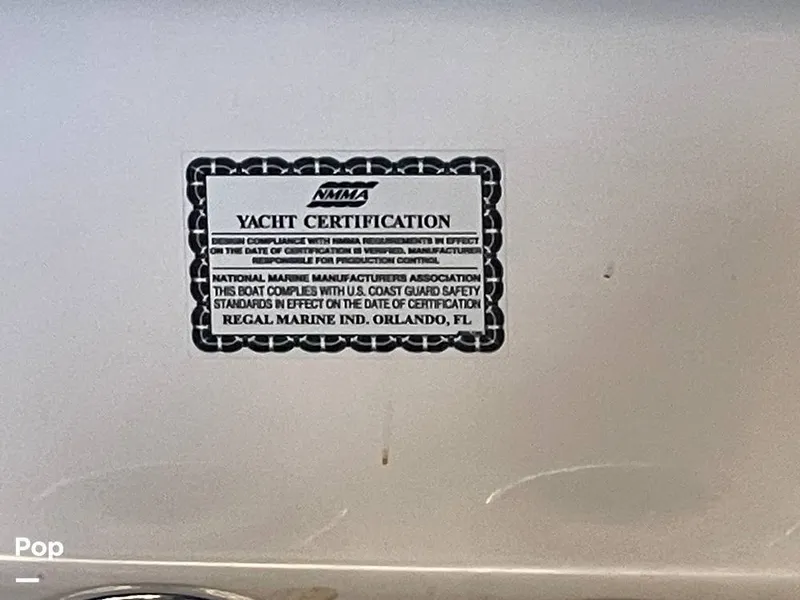 NMMA
YACHT CERTIFICATION
DESIGN COMPLIANCE WITH NMMA REQUIREMENTS IN EFFECT
ON THE DATE OF CERTIFICATION IS VERIFIED. MANUFACTURER
RESPONSIBLE FOR PRODUCTION CONTROL
NATIONAL MARINE MANUFACTURERS ASSOCIATION
THIS BOAT COMPLIES WITH U.S. COAST GUARD SAFETY
STANDARDS IN EFFECT ON THE DATE OF CERTIFICATION
REGAL MARINE IND. ORLANDO, FL
Pop